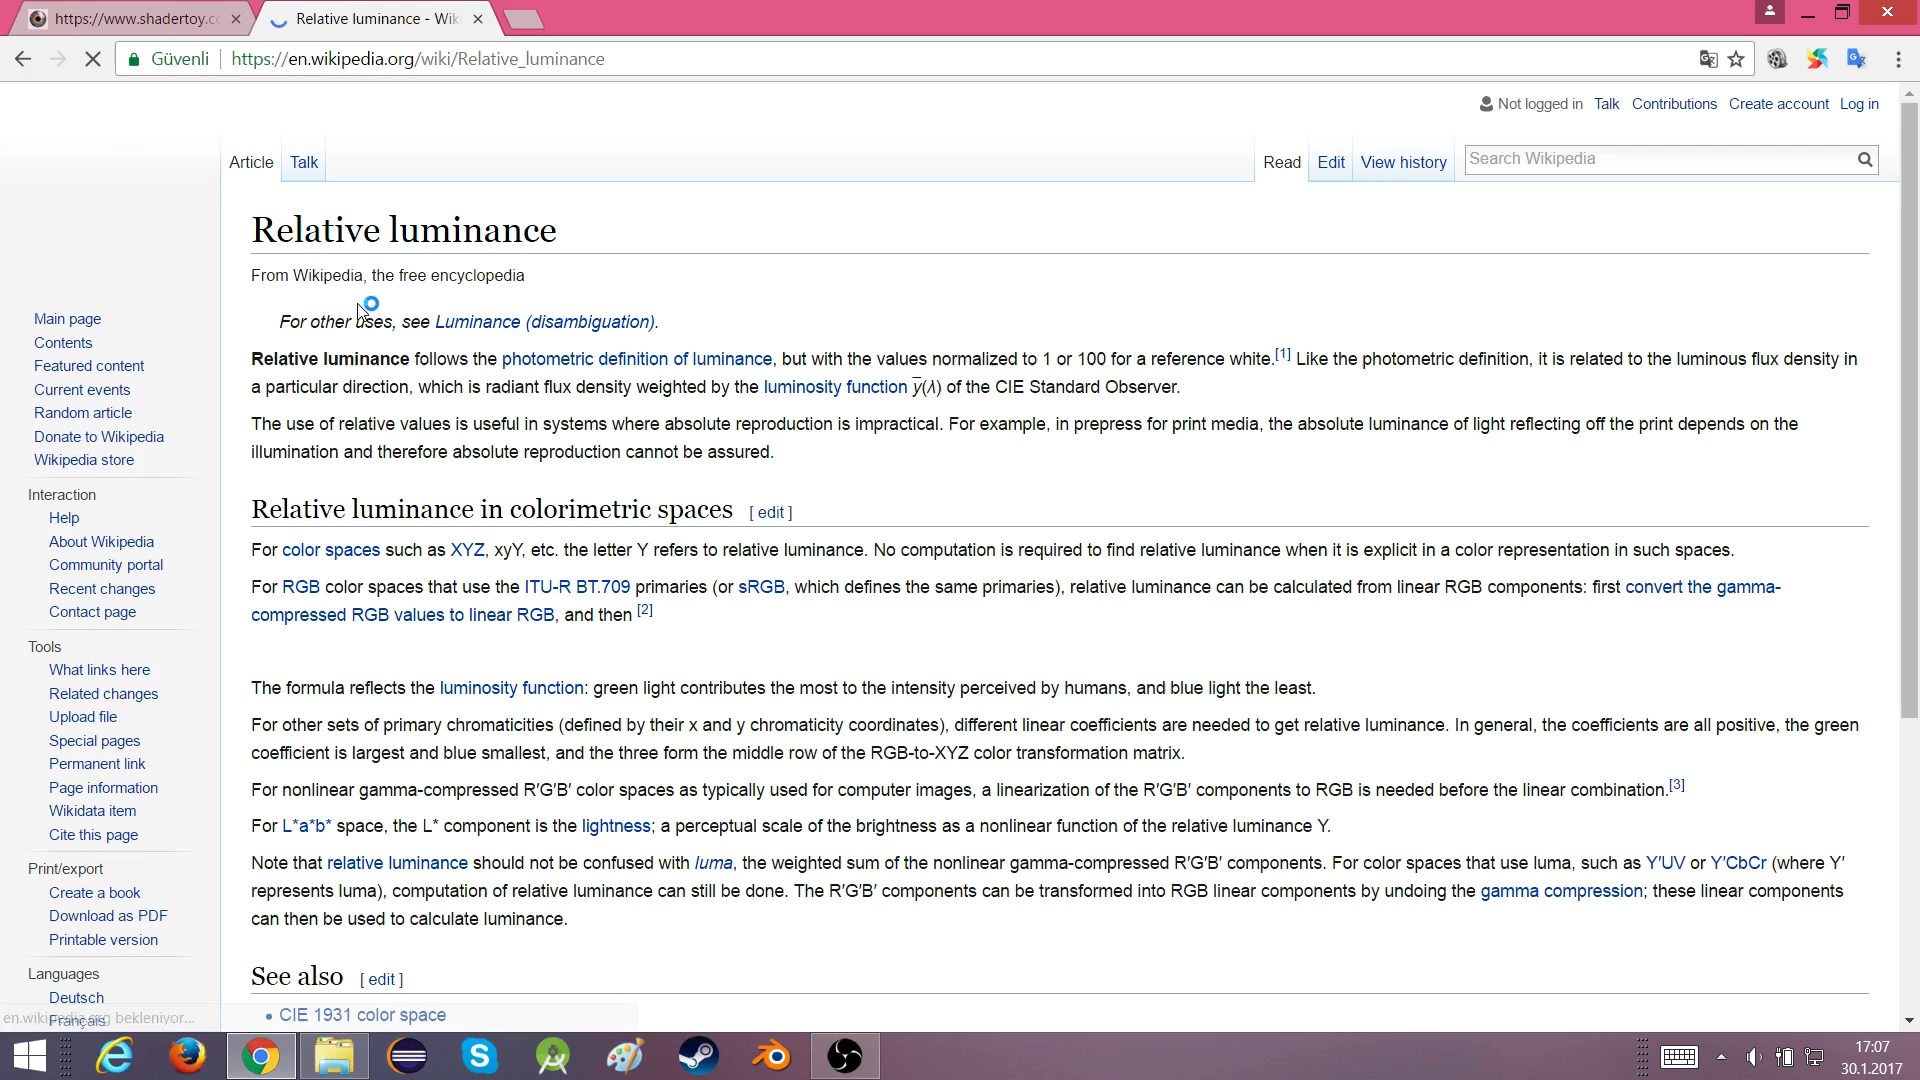 https://www.shadertoy.co
Relative luminance - Wik
Güvenli
https://en.wikipedia.org/wiki/Relative_luminance
Not logged in Talk Contributions Create account Log in
Article Talk Read Edit View history Search Wikipedia
Relative luminance
From Wikipedia, the free encyclopedia
For other uses, see Luminance (disambiguation).
Relative luminance follows the photometric definition of luminance, but with the values normalized to 1 or 100 for a reference white.[1] Like the photometric definition, it is related to the luminous flux density in
a particular direction, which is radiant flux density weighted by the luminosity function y̅(λ) of the CIE Standard Observer.
The use of relative values is useful in systems where absolute reproduction is impractical. For example, in prepress for print media, the absolute luminance of light reflecting off the print depends on the
illumination and therefore absolute reproduction cannot be assured.
Relative luminance in colorimetric spaces [ edit ]
For color spaces such as XYZ, xyY, etc. the letter Y refers to relative luminance. No computation is required to find relative luminance when it is explicit in a color representation in such spaces.
For RGB color spaces that use the ITU-R BT.709 primaries (or sRGB, which defines the same primaries), relative luminance can be calculated from linear RGB components: first convert the gamma-
compressed RGB values to linear RGB, and then [2]
The formula reflects the luminosity function: green light contributes the most to the intensity perceived by humans, and blue light the least.
For other sets of primary chromaticities (defined by their x and y chromaticity coordinates), different linear coefficients are needed to get relative luminance. In general, the coefficients are all positive, the green
coefficient is largest and blue smallest, and the three form the middle row of the RGB-to-XYZ color transformation matrix.
For nonlinear gamma-compressed R′G′B′ color spaces as typically used for computer images, a linearization of the R′G′B′ components to RGB is needed before the linear combination.[3]
For L*a*b* space, the L* component is the lightness; a perceptual scale of the brightness as a nonlinear function of the relative luminance Y.
Note that relative luminance should not be confused with luma, the weighted sum of the nonlinear gamma-compressed R′G′B′ components. For color spaces that use luma, such as Y′UV or Y′CbCr (where Y′
represents luma), computation of relative luminance can still be done. The R′G′B′ components can be transformed into RGB linear components by undoing the gamma compression; these linear components
can then be used to calculate luminance.
See also [ edit ]
• CIE 1931 color space
Main page
Contents
Featured content
Current events
Random article
Donate to Wikipedia
Wikipedia store
Interaction
Help
About Wikipedia
Community portal
Recent changes
Contact page
Tools
What links here
Related changes
Upload file
Special pages
Permanent link
Page information
Wikidata item
Cite this page
Print/export
Create a book
Download as PDF
Printable version
Languages
Deutsch
Français
en.wikipedia.org bekleniyor...
17:07
30.1.2017